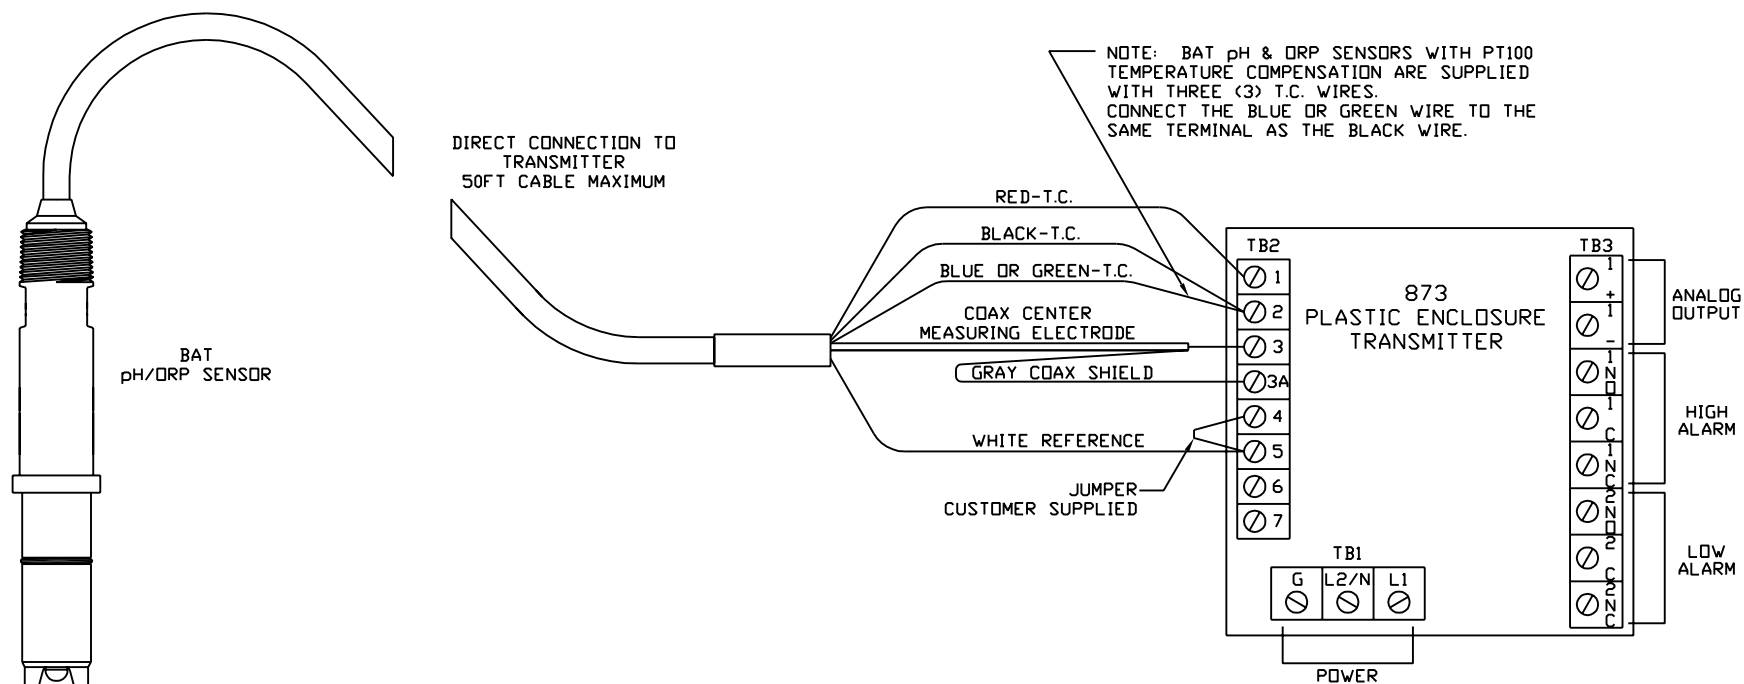 NOTE: BAT pH & ORP SENSORS WITH PT100
TEMPERATURE COMPENSATION ARE SUPPLIED
WITH THREE (3) T.C. WIRES.
CONNECT THE BLUE OR GREEN WIRE TO THE
SAME TERMINAL AS THE BLACK WIRE.
DIRECT CONNECTION TO
TRANSMITTER
50FT CABLE MAXIMUM
BAT
pH/ORP SENSOR
RED-T.C.
BLACK-T.C.
BLUE OR GREEN-T.C.
COAX CENTER
MEASURING ELECTRODE
GRAY COAX SHIELD
WHITE REFERENCE
JUMPER
CUSTOMER SUPPLIED
TB2
1
2
3
3A
4
5
6
7
873
PLASTIC ENCLOSURE
TRANSMITTER
TB1
G
L2/N
L1
POWER
TB3
1
+
1
-
1
N
O
1
C
1
N
C
2
N
O
2
C
2
N
C
ANALOG
OUTPUT
HIGH
ALARM
LOW
ALARM